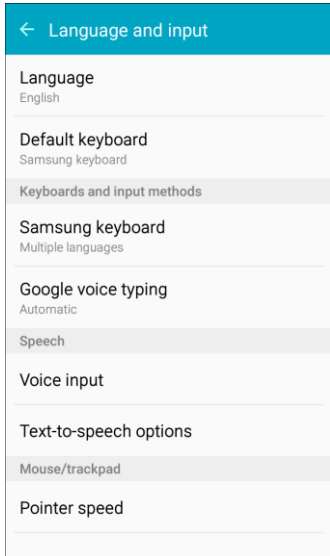 Language and input
Language
English
Default keyboard
Samsung keyboard
Keyboards and input methods
Samsung keyboard
Multiple languages
Google voice typing
Automatic
Speech
Voice input
Text-to-speech options
Mouse/trackpad
Pointer speed